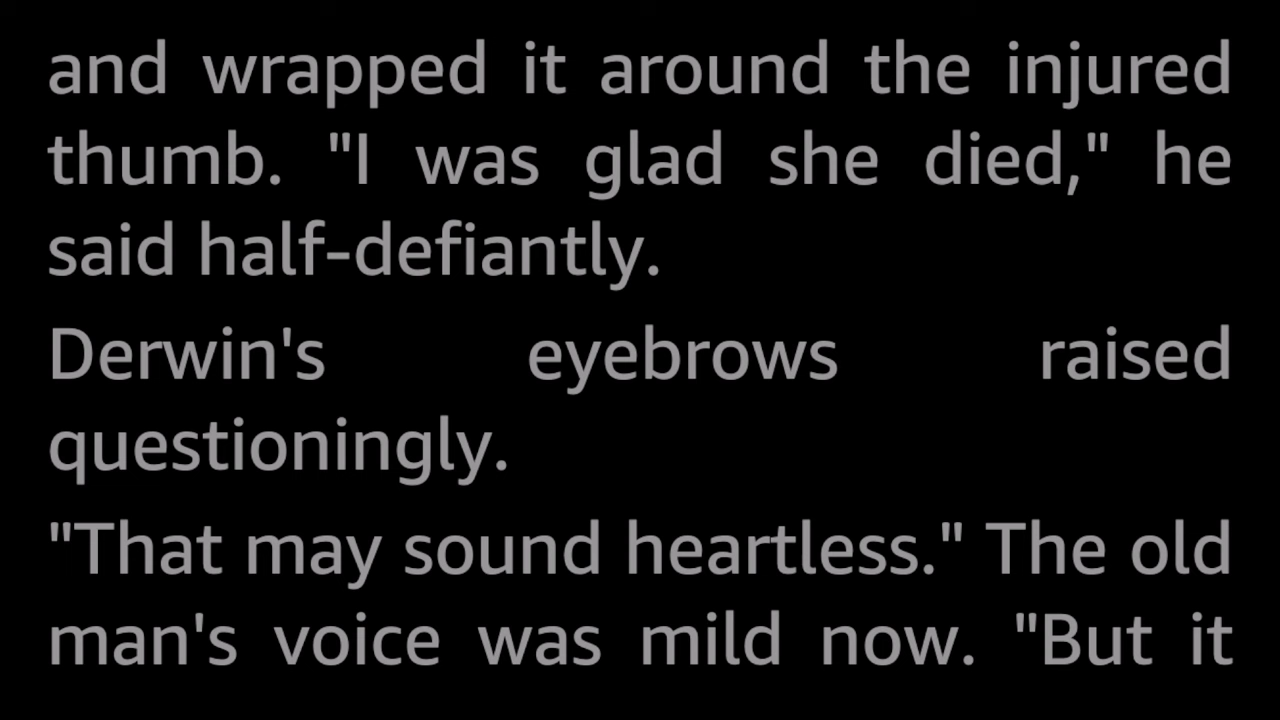 and wrapped it around the injured
thumb. "I was glad she died," he
said half-defiantly.
Derwin's eyebrows raised
questioningly.
"That may sound heartless." The old
man's voice was mild now. "But it